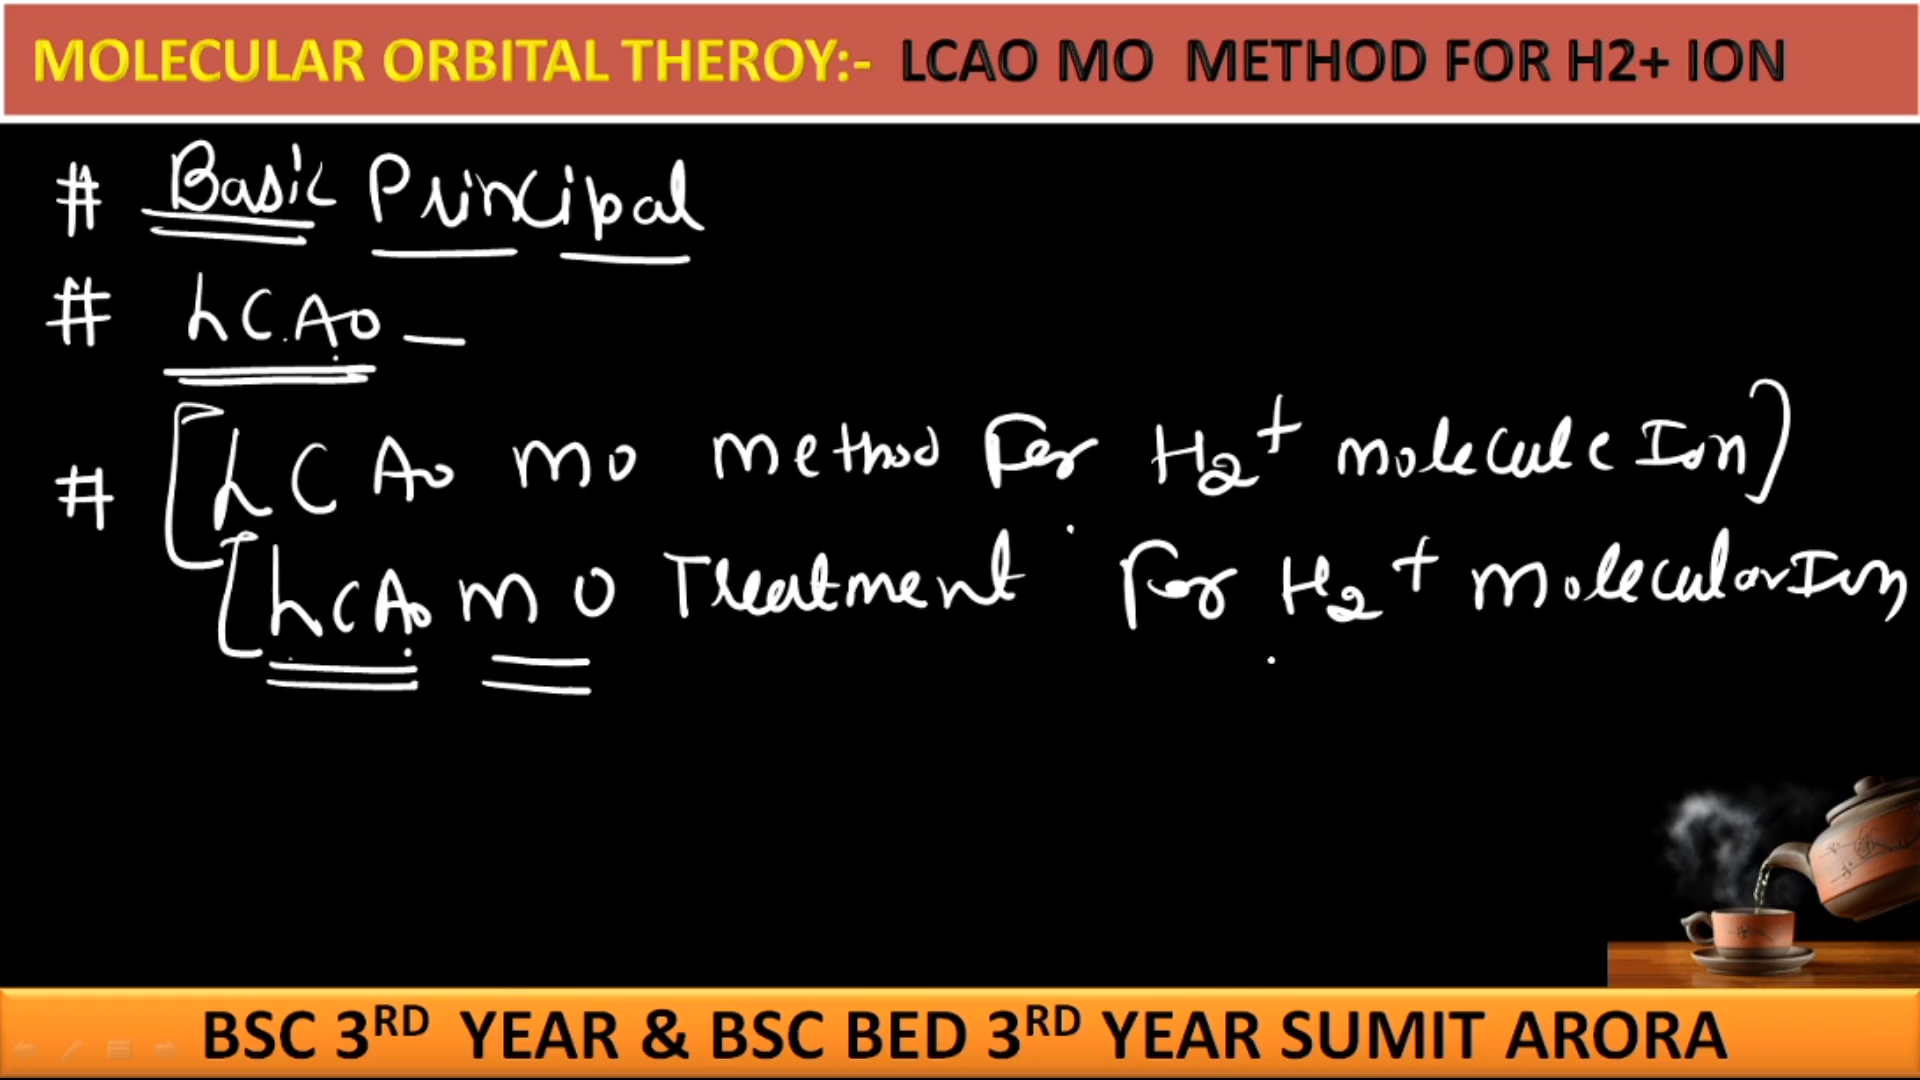 MOLECULAR ORBITAL THEROY:- LCAO MO METHOD FOR H2+ ION
# Basic Principal
# LCAO –
# [LCAO MO method For H2+ molecule Ion]
[LCAO MO Treatment For H2+ molecular Ion
BSC 3RD YEAR & BSC BED 3RD YEAR SUMIT ARORA